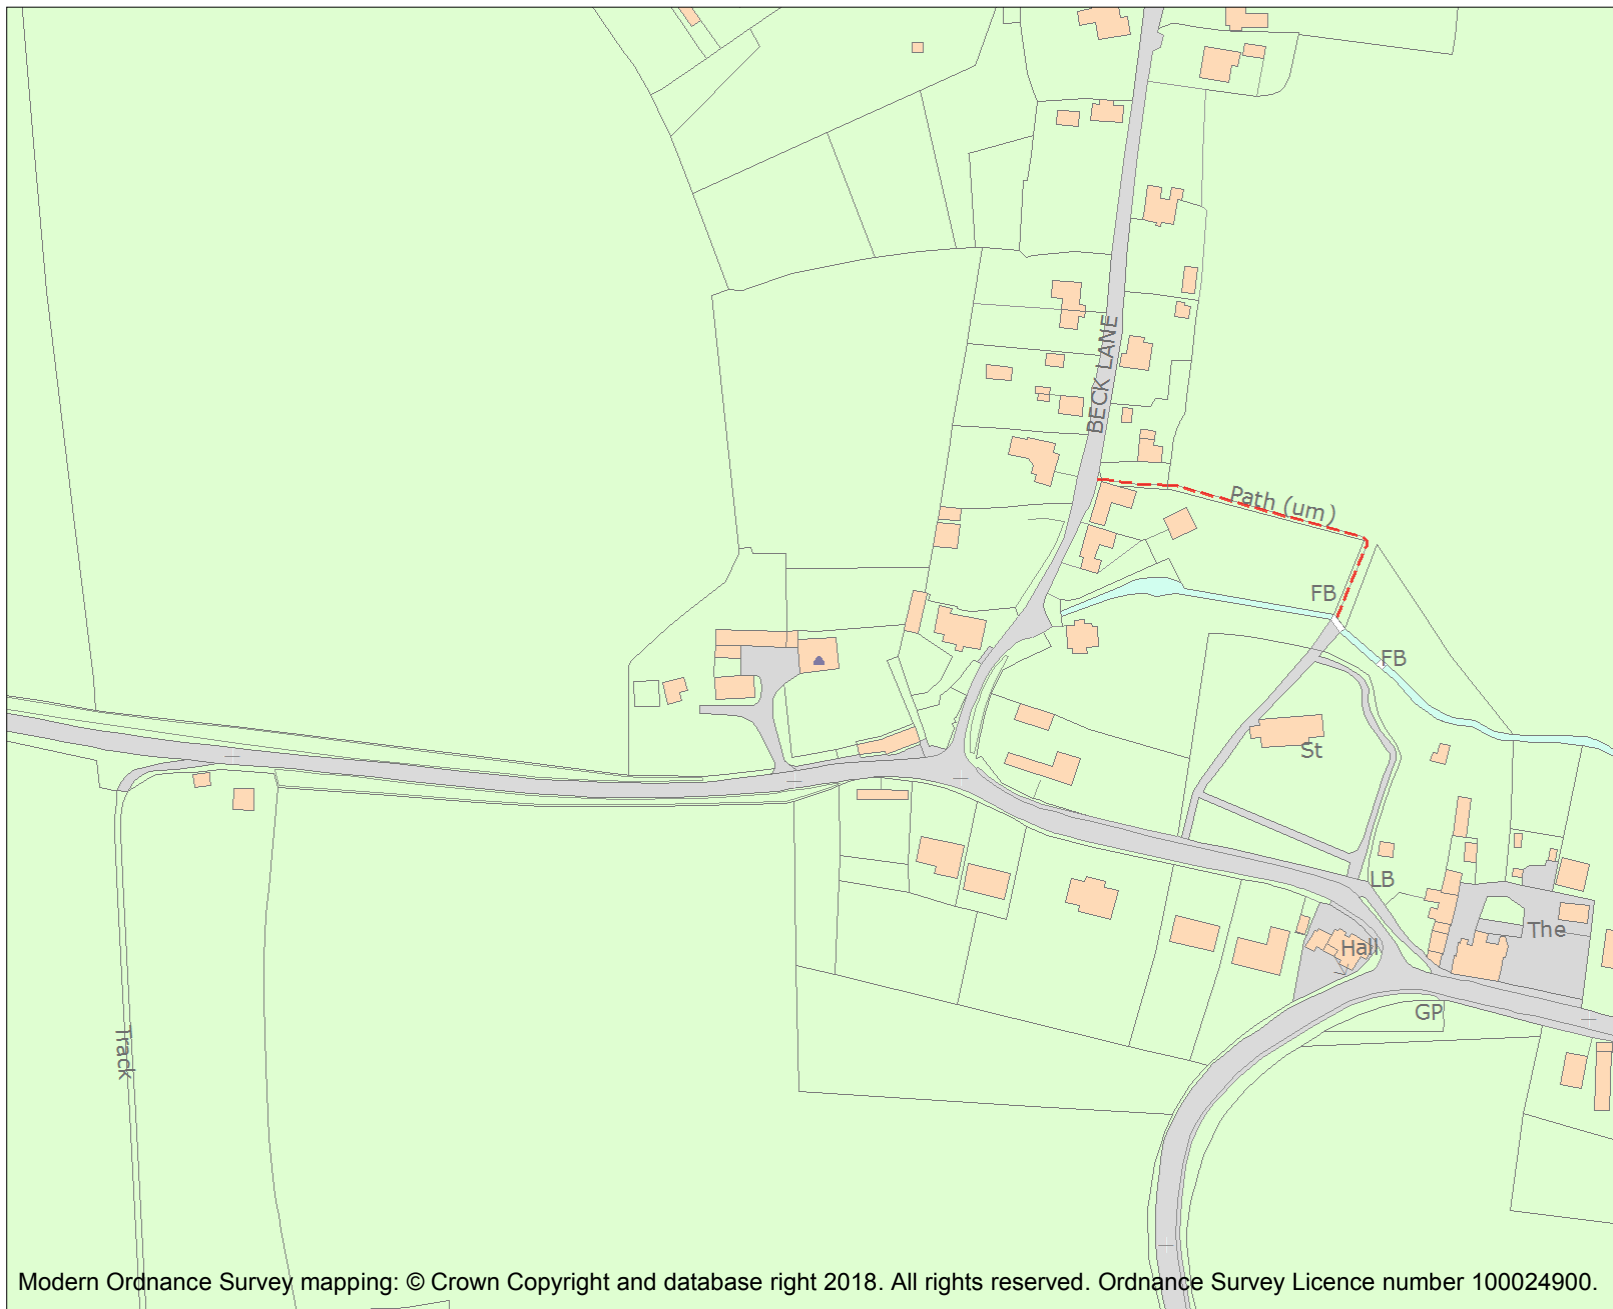 BECK LANE
Path (um)
FB
FB
St
LB
Hall
The
GP
Track
Modern Ordnance Survey mapping: © Crown Copyright and database right 2018. All rights reserved. Ordnance Survey Licence number 100024900.